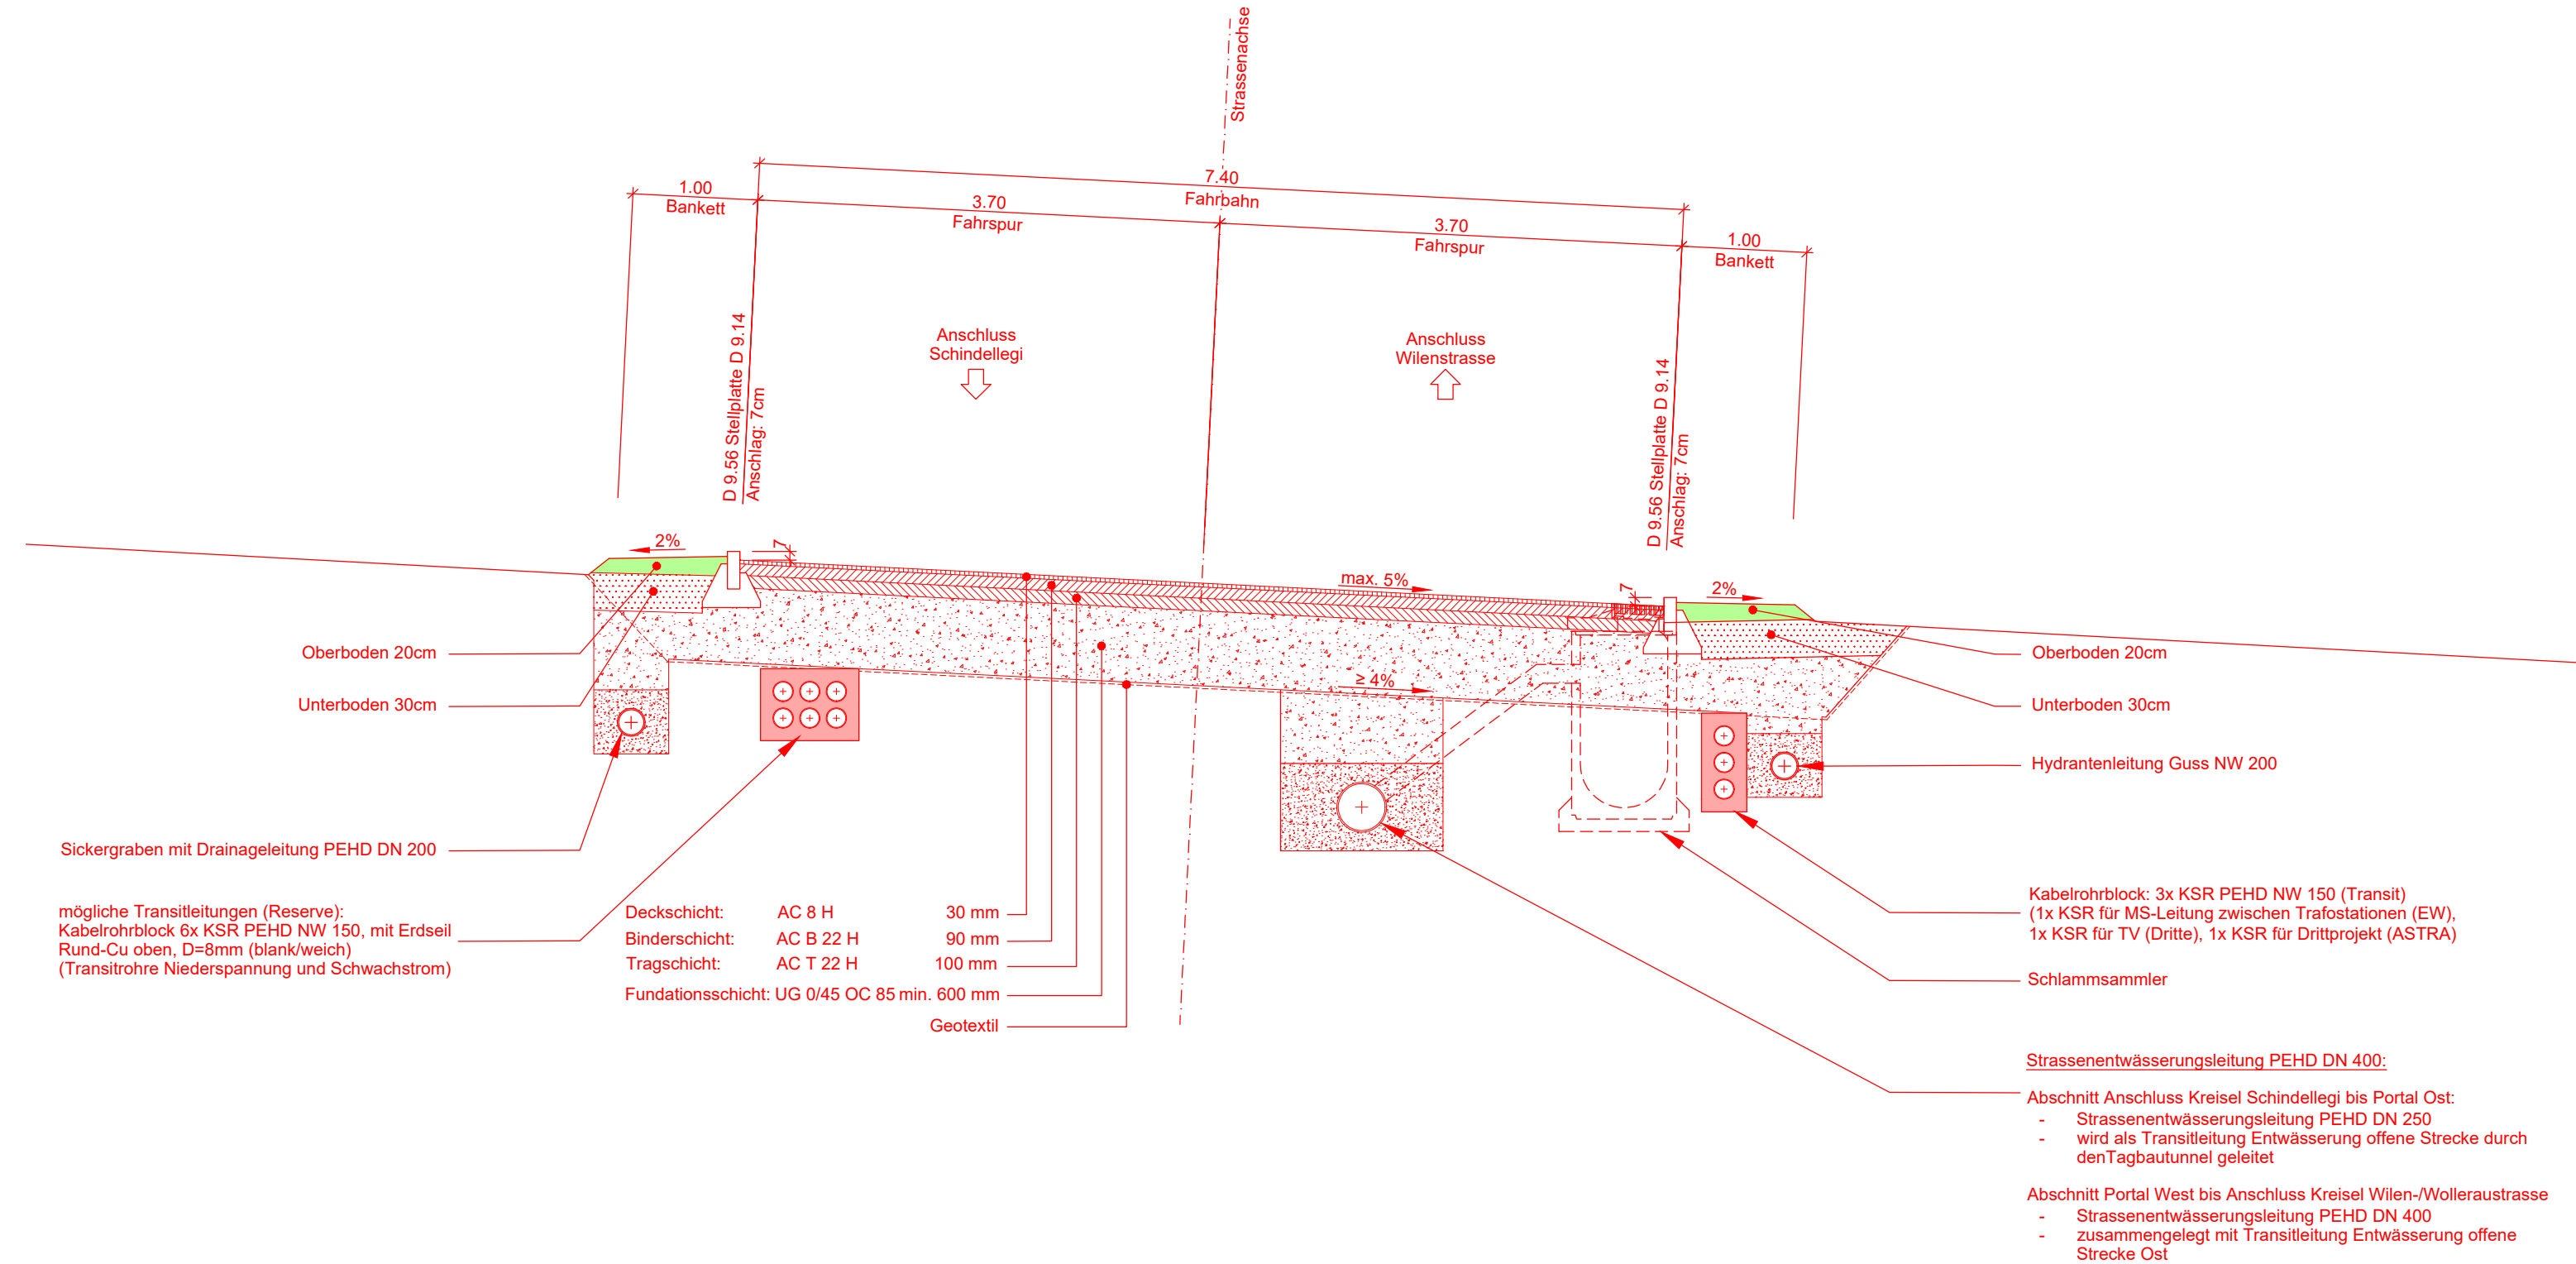 Strassenachse
7.40
Fahrbahn
1.00
Bankett
3.70
Fahrspur
3.70
Fahrspur
1.00
Bankett
Anschluss
Schindellegi
Anschluss
Wilenstrasse
D 9.56 Stellplatte D 9.14
Anschlag: 7cm
D 9.56 Stellplatte D 9.14
Anschlag: 7cm
2%
7
max. 5%
7
2%
≥ 4%
Oberboden 20cm
Unterboden 30cm
Sickergraben mit Drainageleitung PEHD DN 200
mögliche Transitleitungen (Reserve):
Kabelrohrblock 6x KSR PEHD NW 150, mit Erdseil
Rund-Cu oben, D=8mm (blank/weich)
(Transitrohre Niederspannung und Schwachstrom)
Deckschicht: AC 8 H 30 mm
Binderschicht: AC B 22 H 90 mm
Tragschicht: AC T 22 H 100 mm
Fundationsschicht: UG 0/45 OC 85 min. 600 mm
Geotextil
Oberboden 20cm
Unterboden 30cm
Hydrantenleitung Guss NW 200
Kabelrohrblock: 3x KSR PEHD NW 150 (Transit)
(1x KSR für MS-Leitung zwischen Trafostationen (EW),
1x KSR für TV (Dritte), 1x KSR für Drittprojekt (ASTRA)
Schlammsammler
Strassenentwässerungsleitung PEHD DN 400:
Abschnitt Anschluss Kreisel Schindellegi bis Portal Ost:
- Strassenentwässerungsleitung PEHD DN 250
- wird als Transitleitung Entwässerung offene Strecke durch
denTagbautunnel geleitet
Abschnitt Portal West bis Anschluss Kreisel Wilen-/Wolleraustrasse
- Strassenentwässerungsleitung PEHD DN 400
- zusammengelegt mit Transitleitung Entwässerung offene
Strecke Ost